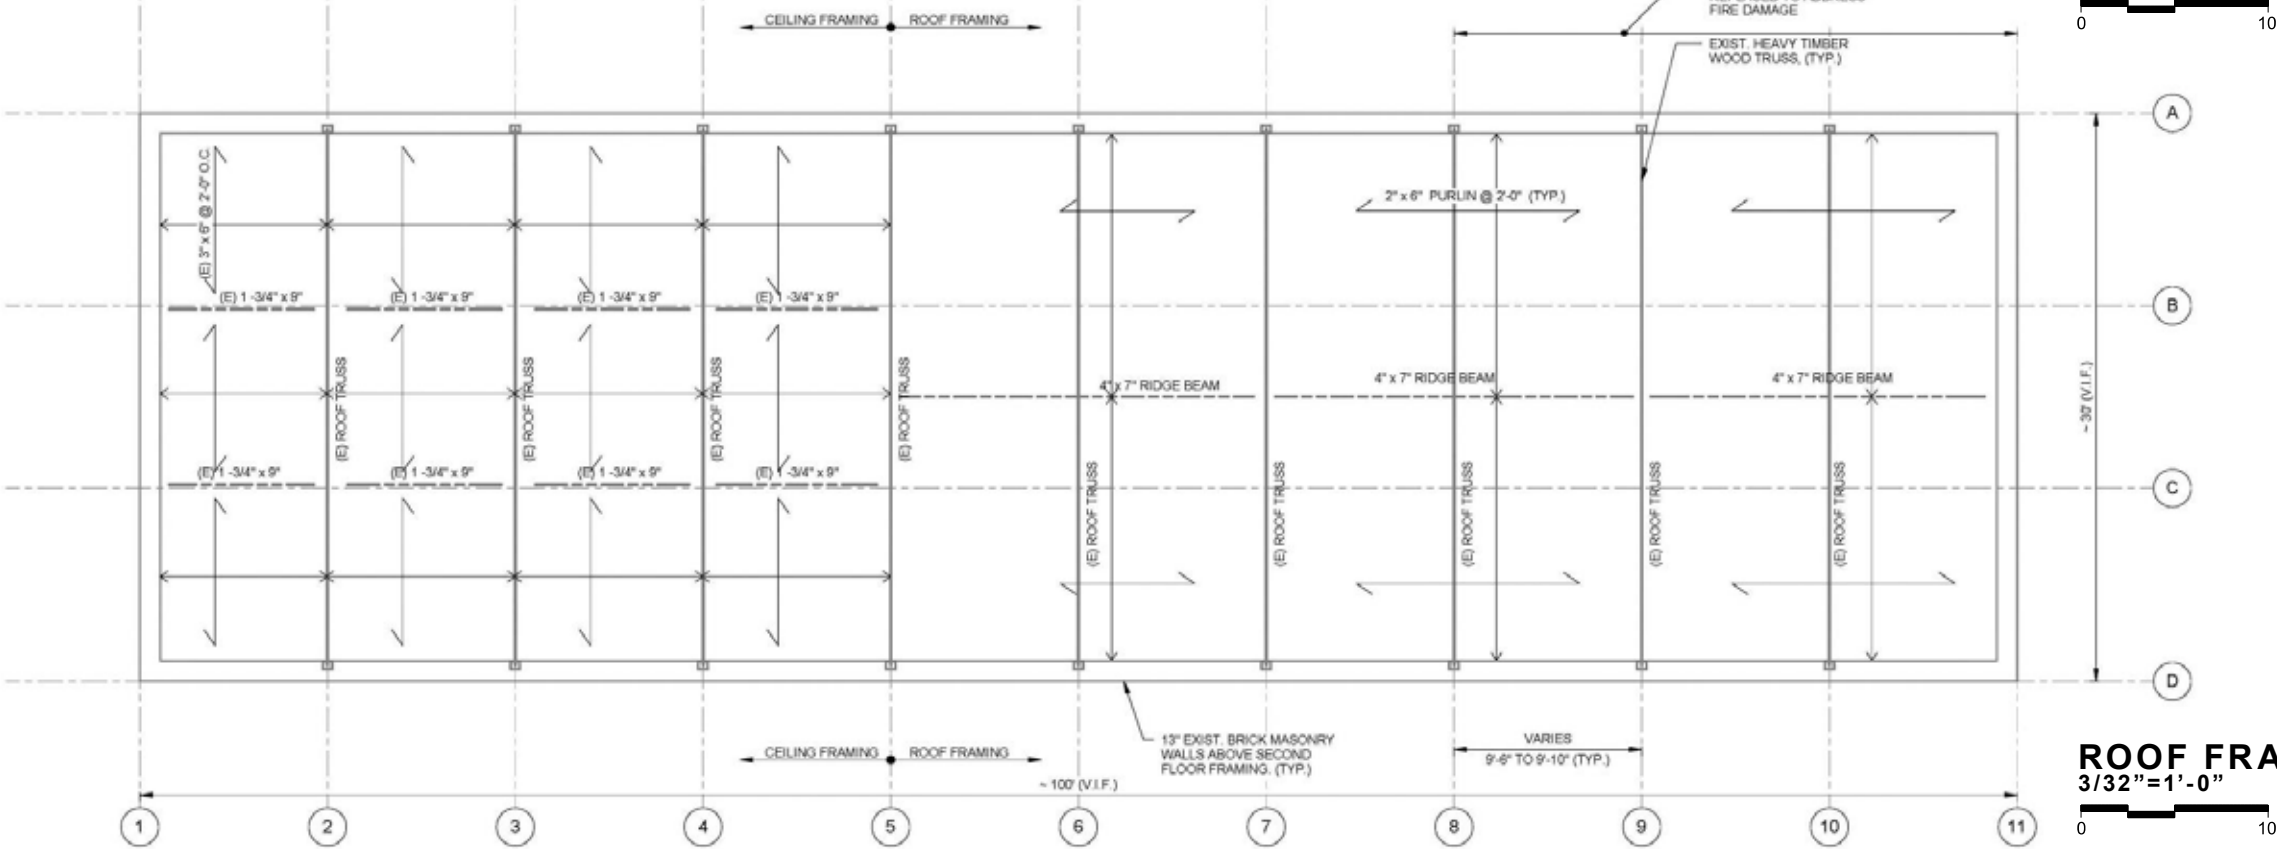 CEILING FRAMING
ROOF FRAMING
FIRE DAMAGE
0
10
EXIST. HEAVY TIMBER
WOOD TRUSS, (TYP.)
A
(E) 3" x 6" @ 2'-0" O.C.
2" x 6" PURLIN @ 2'-0" (TYP.)
(E) 1 -3/4" x 9"
(E) 1 -3/4" x 9"
(E) 1 -3/4" x 9"
(E) 1 -3/4" x 9"
B
(E) ROOF TRUSS
(E) ROOF TRUSS
(E) ROOF TRUSS
(E) ROOF TRUSS
4" x 7" RIDGE BEAM
4" x 7" RIDGE BEAM
4" x 7" RIDGE BEAM
~ 30' (V.I.F.)
(E) 1 -3/4" x 9"
(E) 1 -3/4" x 9"
(E) 1 -3/4" x 9"
(E) 1 -3/4" x 9"
C
(E) ROOF TRUSS
(E) ROOF TRUSS
(E) ROOF TRUSS
(E) ROOF TRUSS
(E) ROOF TRUSS
D
CEILING FRAMING
ROOF FRAMING
13" EXIST. BRICK MASONRY
WALLS ABOVE SECOND
FLOOR FRAMING. (TYP.)
VARIES
9'-6" TO 9'-10" (TYP.)
~ 100' (V.I.F.)
ROOF FRA
3/32”=1’-0”
0
10
1
2
3
4
5
6
7
8
9
10
11